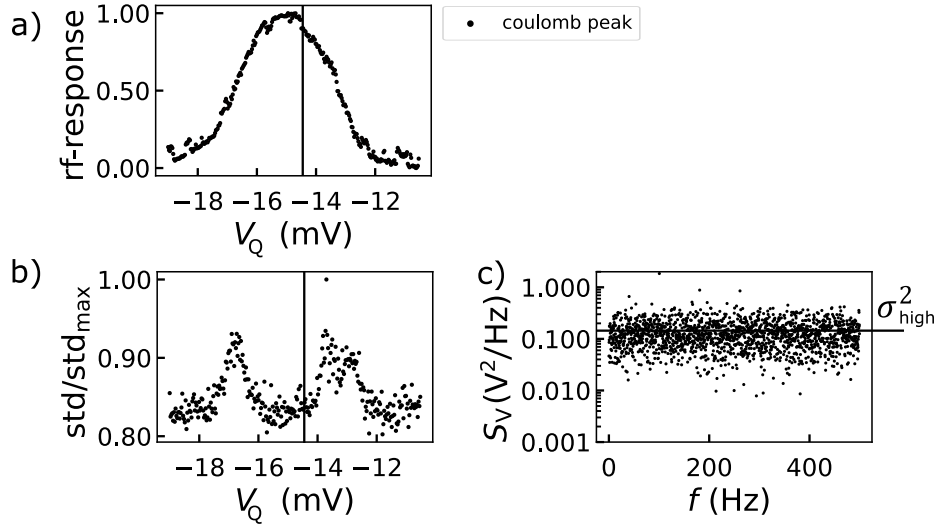 a)
rf-response
1.00
0.50
0.00
−18
−16
−14
−12
V_Q (mV)
coulomb peak
b)
std/std_max
1.00
0.90
0.80
−18
−16
−14
−12
V_Q (mV)
c)
S_V (V²/Hz)
1.000
0.100
0.010
0.001
0
200
400
f (Hz)
σ²_high